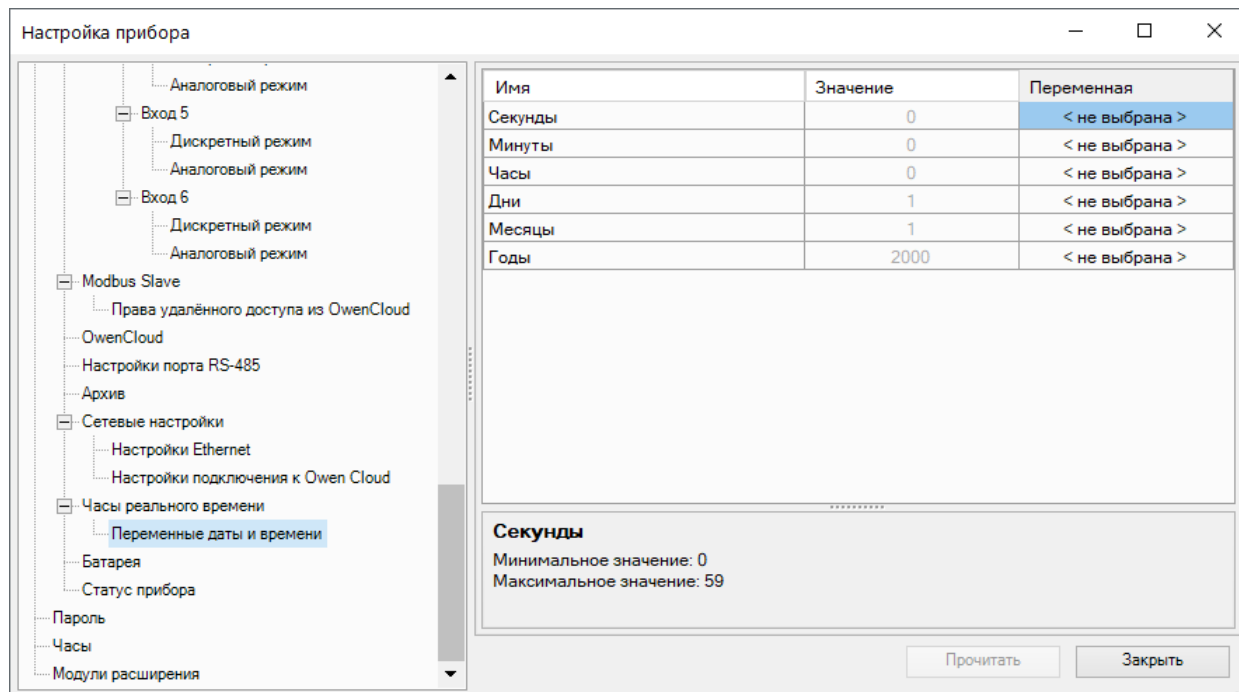 Настройка прибора
Аналоговый режим
Вход 5
Дискретный режим
Аналоговый режим
Вход 6
Дискретный режим
Аналоговый режим
Modbus Slave
Права удалённого доступа из OwenCloud
OwenCloud
Настройки порта RS-485
Архив
Сетевые настройки
Настройки Ethernet
Настройки подключения к Owen Cloud
Часы реального времени
Переменные даты и времени
Батарея
Статус прибора
Пароль
Часы
Модули расширения
Имя Значение Переменная
Секунды 0 < не выбрана >
Минуты 0 < не выбрана >
Часы 0 < не выбрана >
Дни 1 < не выбрана >
Месяцы 1 < не выбрана >
Годы 2000 < не выбрана >
Секунды
Минимальное значение: 0
Максимальное значение: 59
Прочитать Закрыть